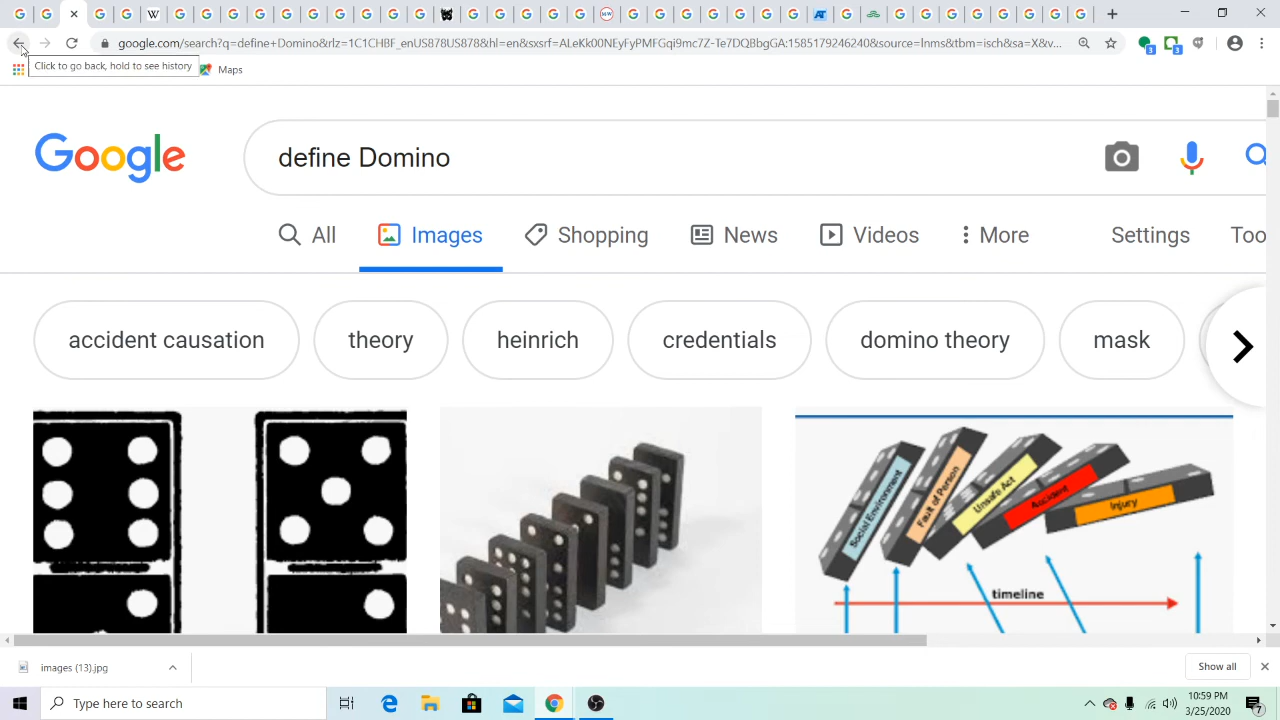 google.com/search?q=define+Domino&rlz=1C1CHBF_enUS878US878&hl=en&sxsrf=ALeKk00NEyFyPMFGqi9mc7Z-Te7DQBbgGA:1585179246240&source=lnms&tbm=isch&sa=X&v...
3
3
Click to go back, hold to see history
Maps
Google
define Domino
All
Images
Shopping
News
Videos
More
Settings
Too
accident causation
theory
heinrich
credentials
domino theory
mask
Social Environment
Fault of Person
Unsafe Act
Accident
Injury
timeline
images (13).jpg
Show all
Type here to search
10:59 PM
3/25/2020
7